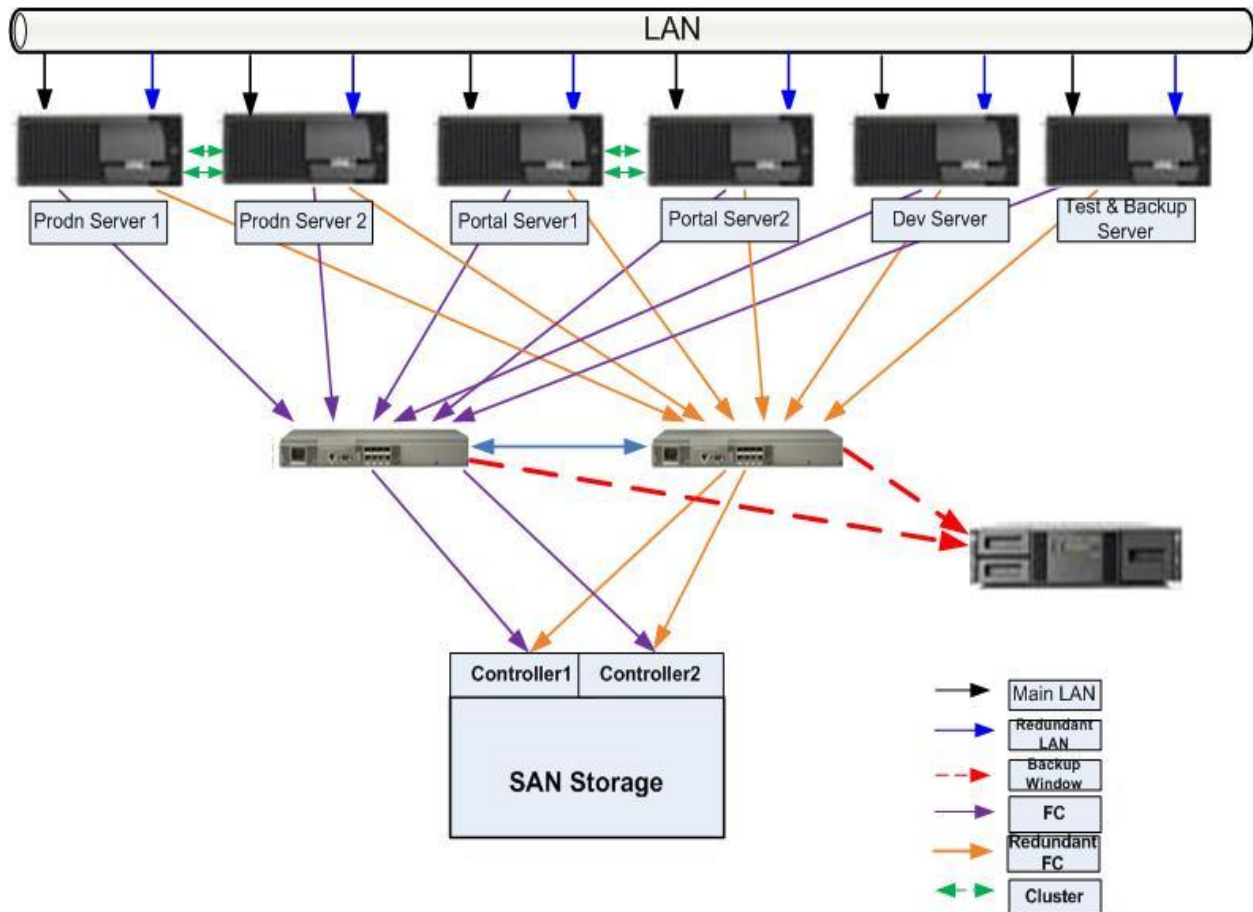 LAN
Prodn Server 1
Prodn Server 2
Portal Server1
Portal Server2
Dev Server
Test & Backup
Server
Controller1
Controller2
SAN Storage
Main LAN
Redundant
LAN
Backup
Window
FC
Redundant
FC
Cluster